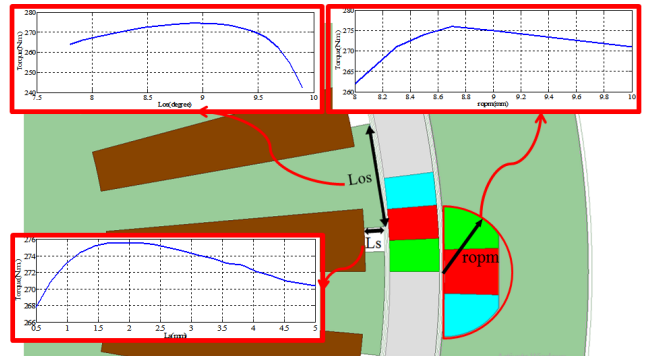 280
270
260
250
240
Torque(N.m)
7.5 8 8.5 9 9.5 10
Los(degree)
280
275
270
265
260
Torque(N.m)
8 8.2 8.4 8.6 8.8 9 9.2 9.4 9.6 9.8 10
ropm(mm)
Los
Ls
ropm
276
274
272
270
268
266
Torque(N.m)
0.5 1 1.5 2 2.5 3 3.5 4 4.5 5
Ls(mm)